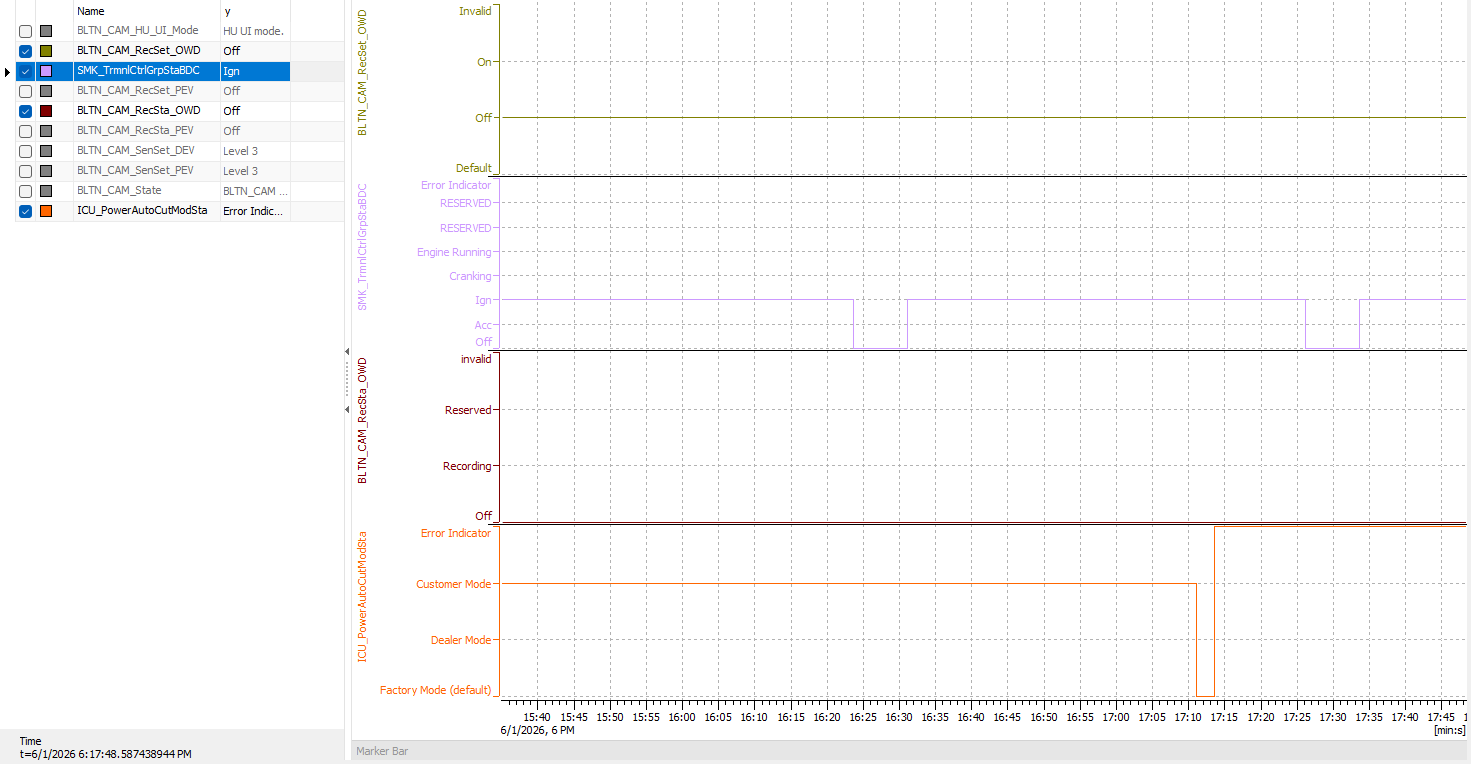 Name y
BLTN_CAM_HU_UI_Mode HU UI mode.
BLTN_CAM_RecSet_OWD Off
SMK_TrmnlCtrlGrpStaBDC Ign
BLTN_CAM_RecSet_PEV Off
BLTN_CAM_RecSta_OWD Off
BLTN_CAM_RecSta_PEV Off
BLTN_CAM_SenSet_DEV Level 3
BLTN_CAM_SenSet_PEV Level 3
BLTN_CAM_State BLTN_CAM ...
ICU_PowerAutoCutModSta Error Indic...
Time
t=6/1/2026 6:17:48.587438944 PM
BLTN_CAM_RecSet_OWD
Invalid
On
Off
Default
SMK_TrmnlCtrlGrpStaBDC
Error Indicator
RESERVED
RESERVED
Engine Running
Cranking
Ign
Acc
Off
BLTN_CAM_RecSta_OWD
invalid
Reserved
Recording
Off
ICU_PowerAutoCutModSta
Error Indicator
Customer Mode
Dealer Mode
Factory Mode (default)
15:40 15:45 15:50 15:55 16:00 16:05 16:10 16:15 16:20 16:25 16:30 16:35 16:40 16:45 16:50 16:55 17:00 17:05 17:10 17:15 17:20 17:25 17:30 17:35 17:40 17:45
6/1/2026, 6 PM [min:s]
Marker Bar